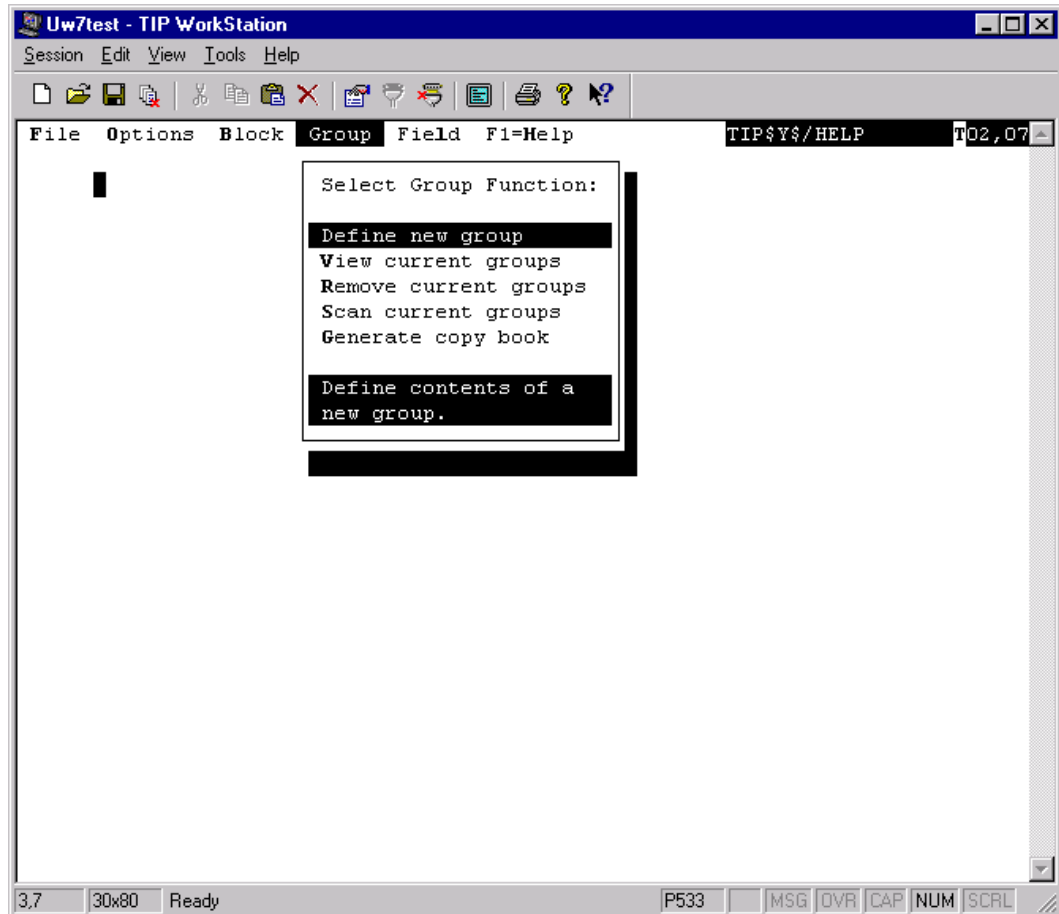 Uw7test - TIP WorkStation
Session Edit View Tools Help
File Options Block Group Field F1=Help TIP$Y$/HELP T02,07
Select Group Function:
Define new group
View current groups
Remove current groups
Scan current groups
Generate copy book
Define contents of a
new group.
3,7 30x80 Ready P533 MSG OVR CAP NUM SCRL